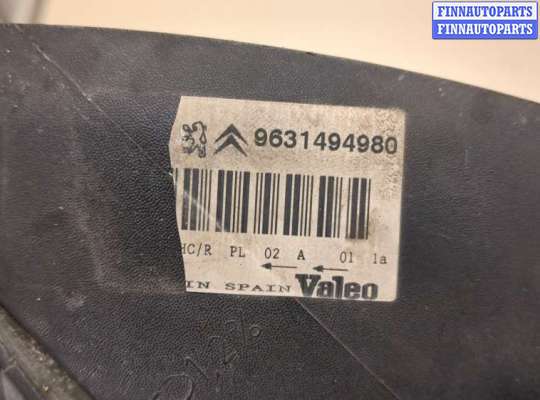 FINNAUTOPARTS
FINNAUTOPARTS
9631494980
HC/R PL 02 A 01 1a
IN SPAIN Valeo